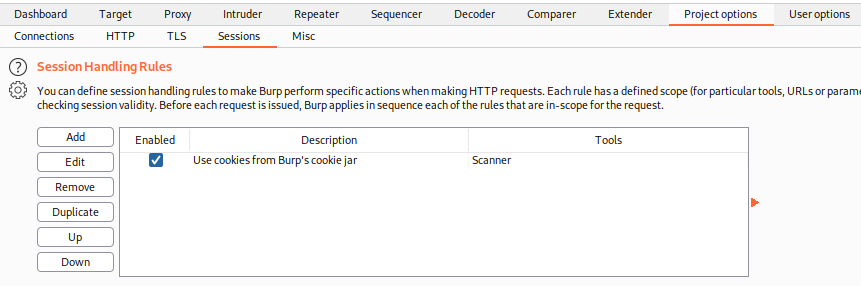 Dashboard Target Proxy Intruder Repeater Sequencer Decoder Comparer Extender Project options User options
Connections HTTP TLS Sessions Misc
? Session Handling Rules
You can define session handling rules to make Burp perform specific actions when making HTTP requests. Each rule has a defined scope (for particular tools, URLs or parame
checking session validity. Before each request is issued, Burp applies in sequence each of the rules that are in-scope for the request.
Add
Enabled Description Tools
Edit
Use cookies from Burp's cookie jar Scanner
Remove
Duplicate
Up
Down